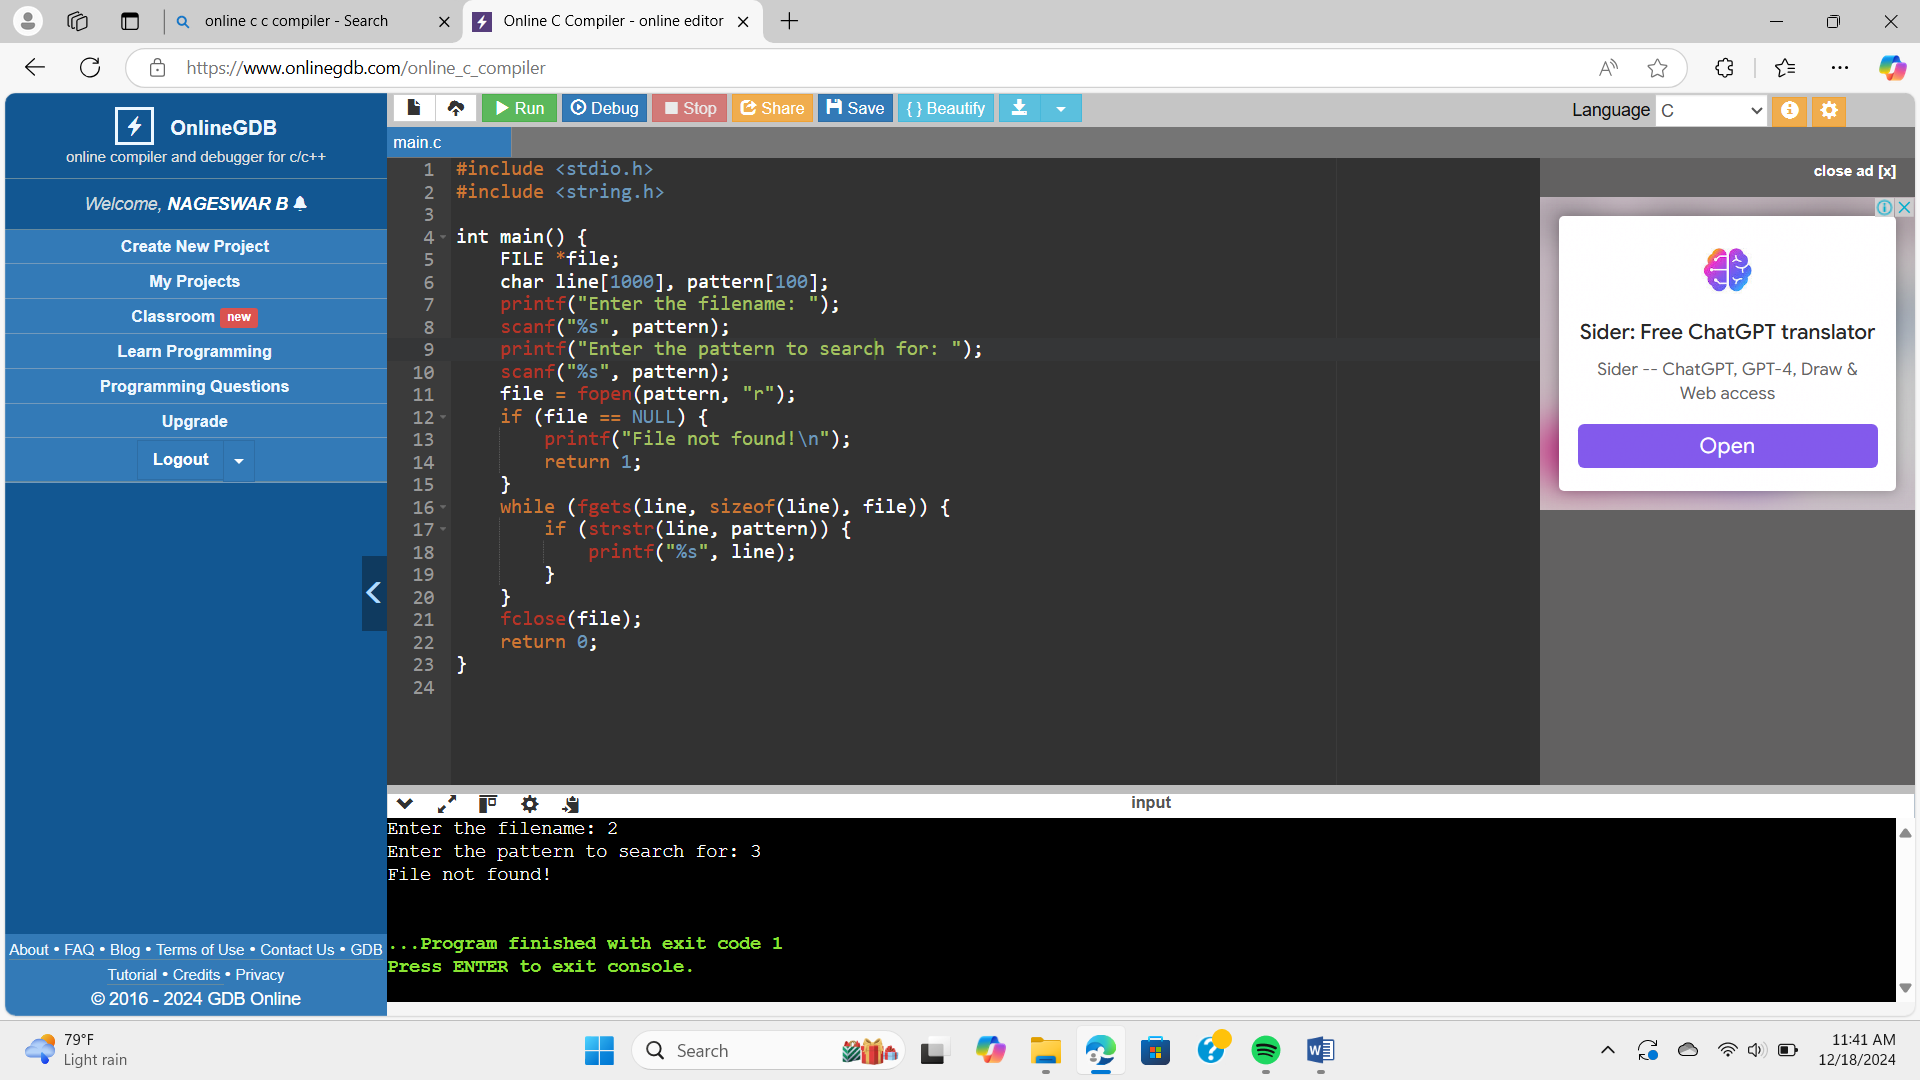 online c c compiler - Search
Online C Compiler - online editor
https://www.onlinegdb.com/online_c_compiler
OnlineGDB
online compiler and debugger for c/c++
Welcome, NAGESWAR B
Create New Project
My Projects
Classroom new
Learn Programming
Programming Questions
Upgrade
Logout
About • FAQ • Blog • Terms of Use • Contact Us • GDB
Tutorial • Credits • Privacy
© 2016 - 2024 GDB Online
Run Debug Stop Share Save { } Beautify
Language C
main.c
1 #include <stdio.h>
2 #include <string.h>
3
4 int main() {
5 FILE *file;
6 char line[1000], pattern[100];
7 printf("Enter the filename: ");
8 scanf("%s", pattern);
9 printf("Enter the pattern to search for: ");
10 scanf("%s", pattern);
11 file = fopen(pattern, "r");
12 if (file == NULL) {
13 printf("File not found!\n");
14 return 1;
15 }
16 while (fgets(line, sizeof(line), file)) {
17 if (strstr(line, pattern)) {
18 printf("%s", line);
19 }
20 }
21 fclose(file);
22 return 0;
23 }
24
close ad [x]
Sider: Free ChatGPT translator
Sider -- ChatGPT, GPT-4, Draw &
Web access
Open
input
Enter the filename: 2
Enter the pattern to search for: 3
File not found!
...Program finished with exit code 1
Press ENTER to exit console.
79°F
Light rain
Search
11:41 AM
12/18/2024